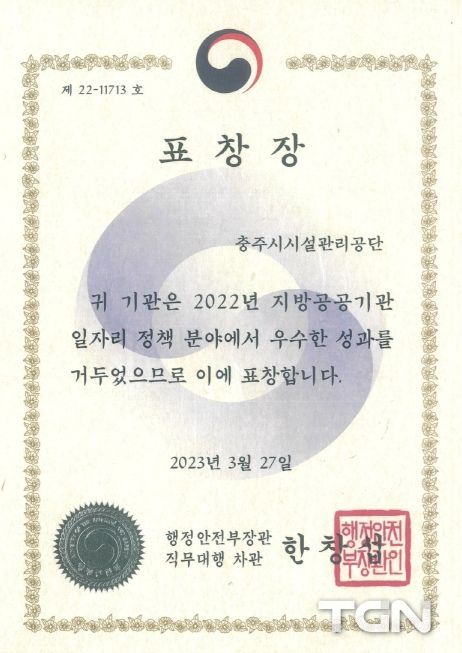 제 22-11713 호
표 창 장
충주시시설관리공단
귀 기관은 2022년 지방공공기관
일자리 정책 분야에서 우수한 성과를
거두었으므로 이에 표창합니다.
2023년 3월 27일
행정안전부장관
직무대행 차관 한 창 섭
행정안전
부장관인
TGN